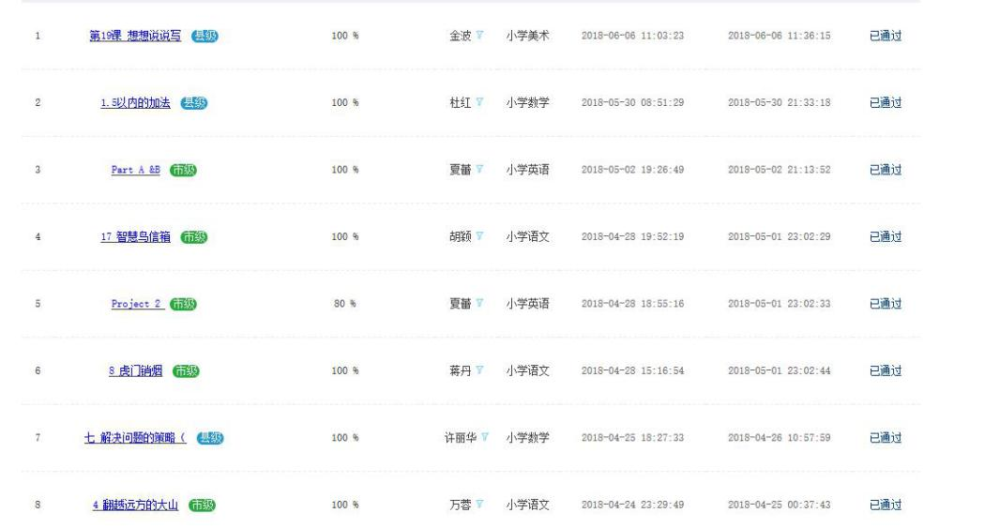 1 第19课 想想说说写 县级 100 % 金波 小学美术 2018-06-06 11:03:23 2018-06-06 11:36:15 已通过
2 1.5以内的加法 县级 100 % 杜红 小学数学 2018-05-30 08:51:29 2018-05-30 21:33:18 已通过
3 Part A &B 市级 100 % 夏蕾 小学英语 2018-05-02 19:26:49 2018-05-02 21:13:52 已通过
4 17 智慧鸟信箱 市级 100 % 胡颖 小学语文 2018-04-28 19:52:19 2018-05-01 23:02:29 已通过
5 Project 2 市级 80 % 夏蕾 小学英语 2018-04-28 18:55:16 2018-05-01 23:02:33 已通过
6 8 虎门销烟 市级 100 % 蒋丹 小学语文 2018-04-28 15:16:54 2018-05-01 23:02:44 已通过
7 七 解决问题的策略（ 县级 100 % 许丽华 小学数学 2018-04-25 18:27:33 2018-04-26 10:57:59 已通过
8 4 翻越远方的大山 市级 100 % 万蓉 小学语文 2018-04-24 23:29:49 2018-04-25 00:37:43 已通过